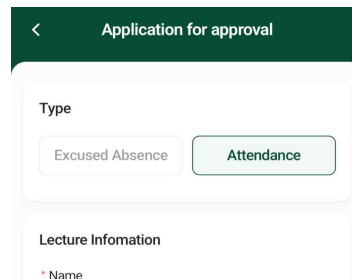 Application for approval
Type
Excused Absence Attendance
Lecture Infomation
* Name